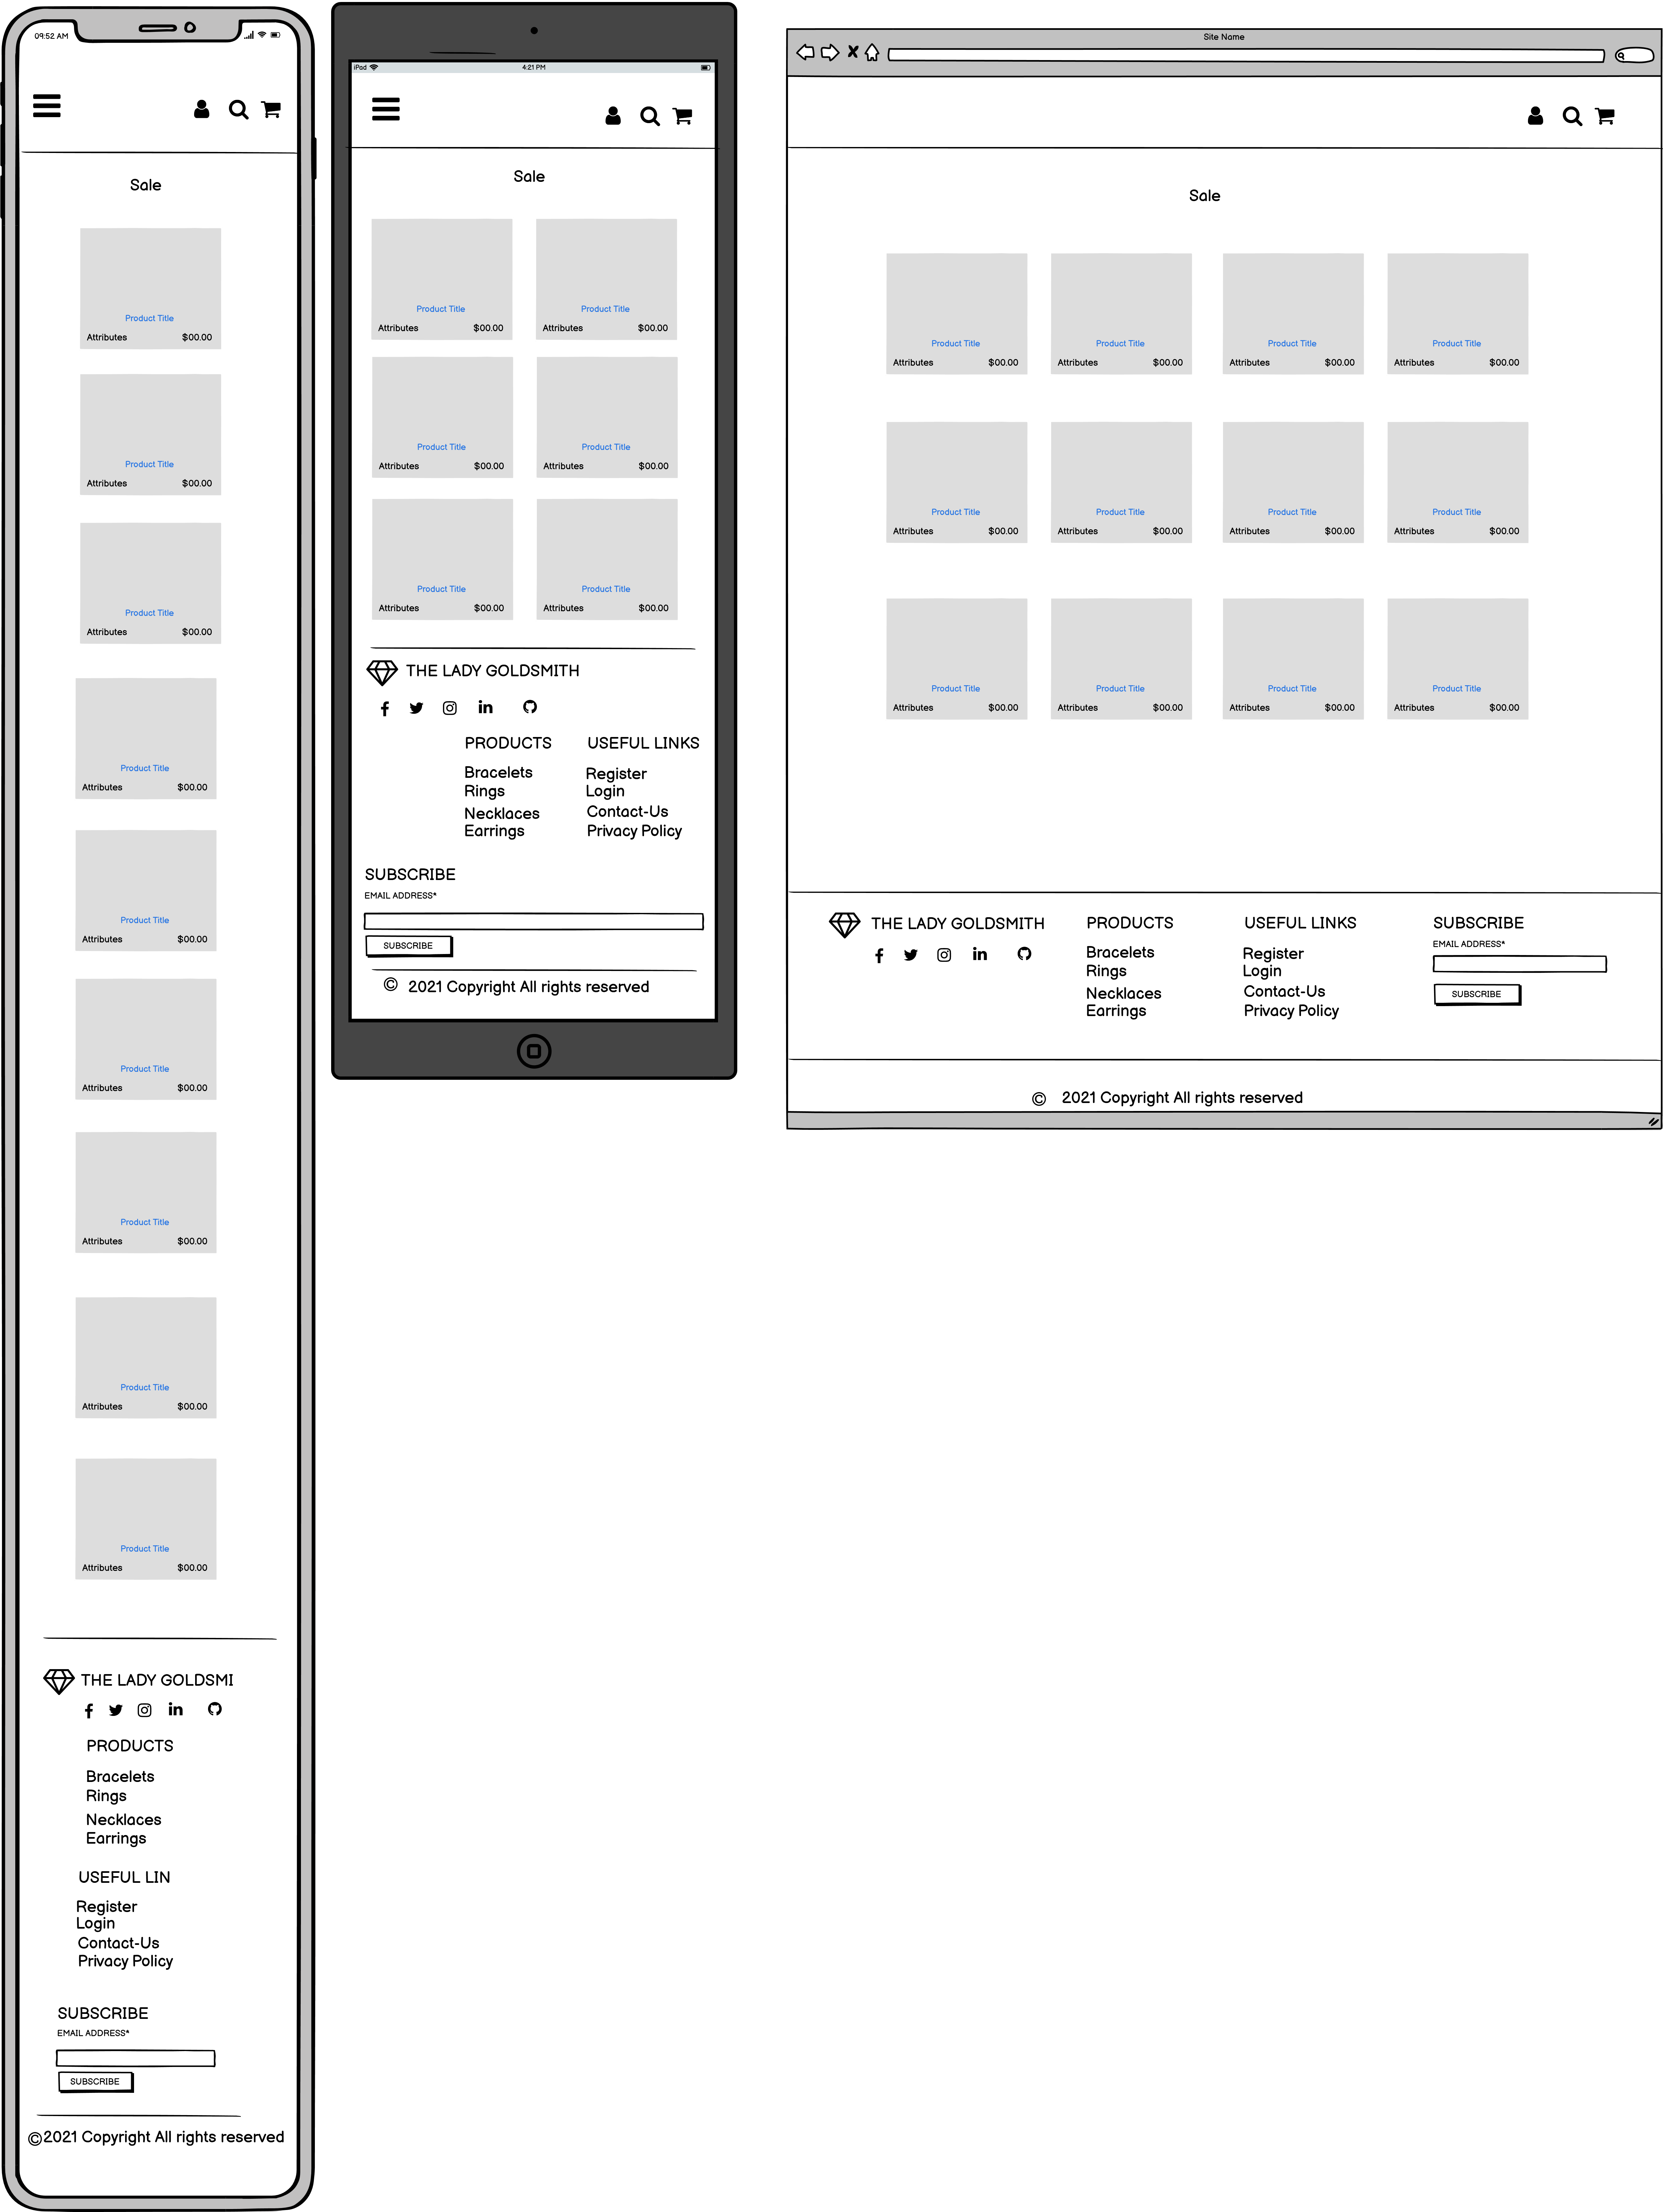 09:52 AM
Sale
Product Title
Attributes $00.00
Product Title
Attributes $00.00
Product Title
Attributes $00.00
Product Title
Attributes $00.00
Product Title
Attributes $00.00
Product Title
Attributes $00.00
Product Title
Attributes $00.00
Product Title
Attributes $00.00
Product Title
Attributes $00.00
THE LADY GOLDSMI
PRODUCTS
Bracelets
Rings
Necklaces
Earrings
USEFUL LIN
Register
Login
Contact-Us
Privacy Policy
SUBSCRIBE
EMAIL ADDRESS*
SUBSCRIBE
©2021 Copyright All rights reserved
iPad 4:21 PM
Sale
Product Title Product Title
Attributes $00.00 Attributes $00.00
Product Title Product Title
Attributes $00.00 Attributes $00.00
Product Title Product Title
Attributes $00.00 Attributes $00.00
THE LADY GOLDSMITH
PRODUCTS
Bracelets
Rings
Necklaces
Earrings
USEFUL LINKS
Register
Login
Contact-Us
Privacy Policy
SUBSCRIBE
EMAIL ADDRESS*
SUBSCRIBE
© 2021 Copyright All rights reserved
Site Name
Sale
Product Title Product Title Product Title Product Title
Attributes $00.00 Attributes $00.00 Attributes $00.00 Attributes $00.00
Product Title Product Title Product Title Product Title
Attributes $00.00 Attributes $00.00 Attributes $00.00 Attributes $00.00
Product Title Product Title Product Title Product Title
Attributes $00.00 Attributes $00.00 Attributes $00.00 Attributes $00.00
THE LADY GOLDSMITH
PRODUCTS
Bracelets
Rings
Necklaces
Earrings
USEFUL LINKS
Register
Login
Contact-Us
Privacy Policy
SUBSCRIBE
EMAIL ADDRESS*
SUBSCRIBE
© 2021 Copyright All rights reserved